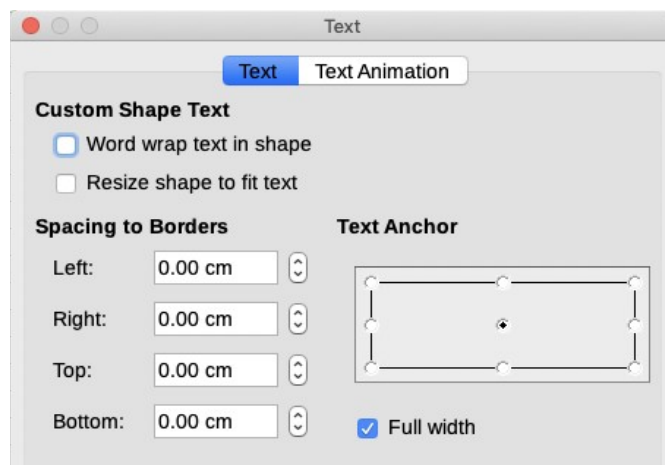 Text
Text Text Animation
Custom Shape Text
Word wrap text in shape
Resize shape to fit text
Spacing to Borders Text Anchor
Left: 0.00 cm
Right: 0.00 cm
Top: 0.00 cm
Bottom: 0.00 cm
Full width